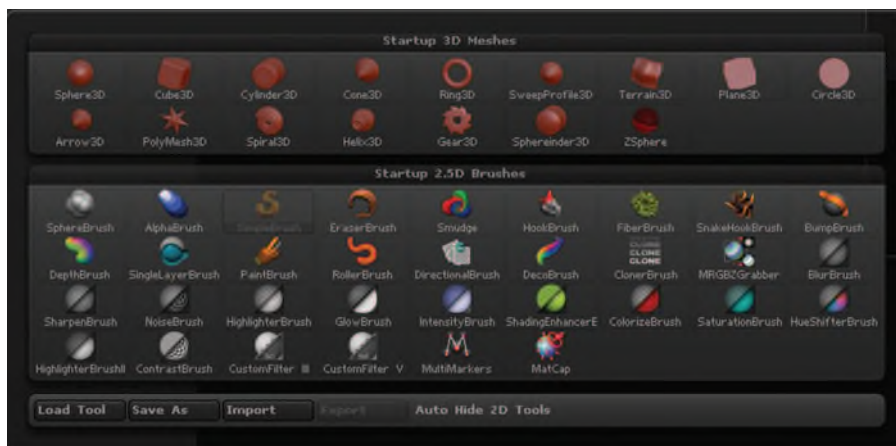 Startup 3D Meshes
Sphere3D Cube3D Cylinder3D Cone3D Ring3D SweepProfile3D Terrain3D Plane3D Circle3D
Arrow3D PolyMesh3D Spiral3D Helix3D Gear3D Sphereinder3D ZSphere
Startup 2.5D Brushes
SphereBrush AlphaBrush SimpleBrush EraserBrush Smudge HookBrush FiberBrush SnakeHookBrush BumpBrush
DepthBrush SingleLayerBrush PaintBrush RollerBrush DirectionalBrush DecoBrush ClonerBrush MRGBZGrabber BlurBrush
SharpenBrush NoiseBrush HighlighterBrush GlowBrush IntensityBrush ShadingEnhancerE ColorizeBrush SaturationBrush HueShifterBrush
HighlighterBrushII ContrastBrush CustomFilter III CustomFilter V MultiMarkers MatCap
Load Tool Save As Import Export Auto Hide 2D Tools